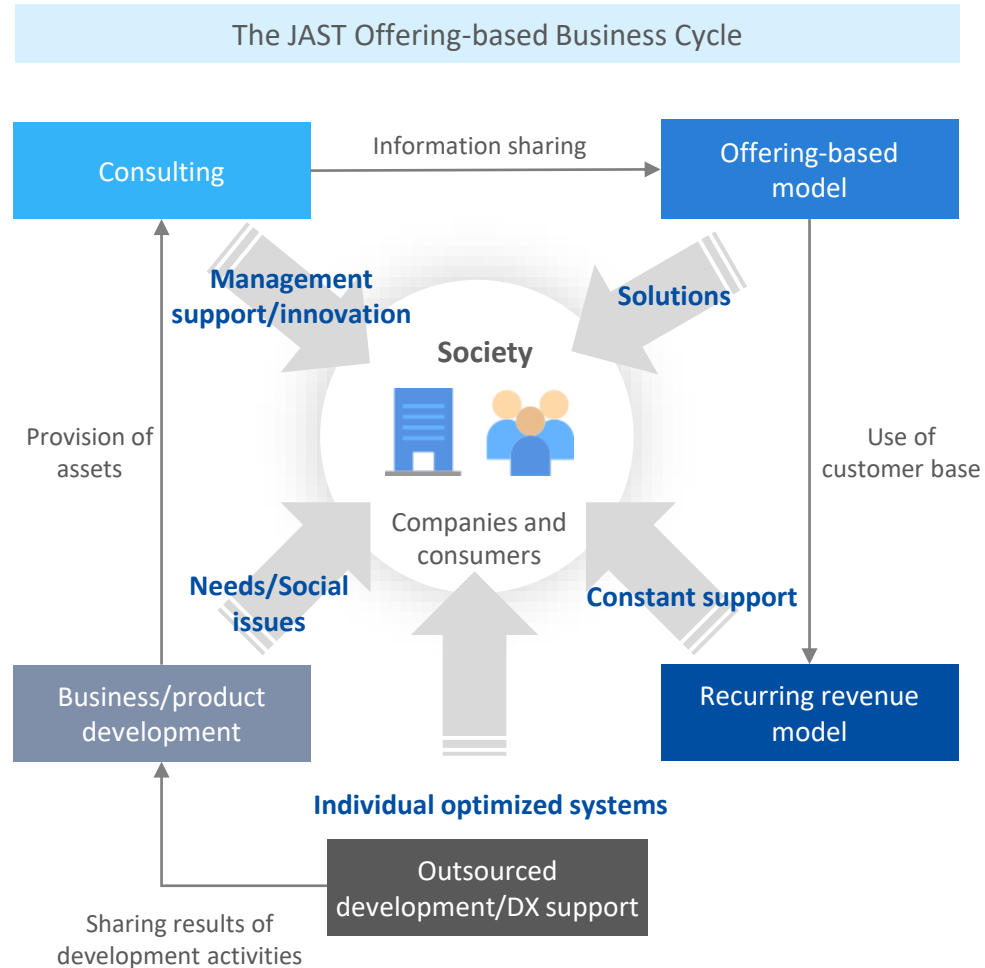 The JAST Offering-based Business Cycle
Consulting
Information sharing
Offering-based
model
Management
support/innovation
Solutions
Society
Provision of
assets
Use of
customer base
Companies and
consumers
Needs/Social
issues
Constant support
Business/product
development
Recurring revenue
model
Individual optimized systems
Outsourced
development/DX support
Sharing results of
development activities